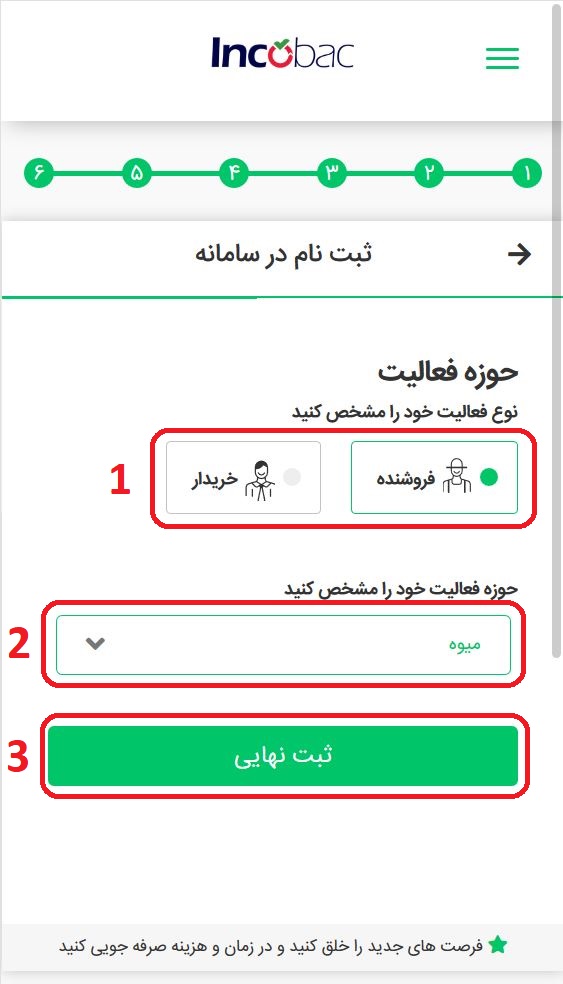 Incobac
۱ ۲ ۳ ۴ ۵ ۶
ثبت نام در سامانه
حوزه فعالیت
نوع فعالیت خود را مشخص کنید
1
فروشنده خریدار
حوزه فعالیت خود را مشخص کنید
2
میوه
3
ثبت نهایی
فرصت های جدید را خلق کنید و در زمان و هزینه صرفه جویی کنید